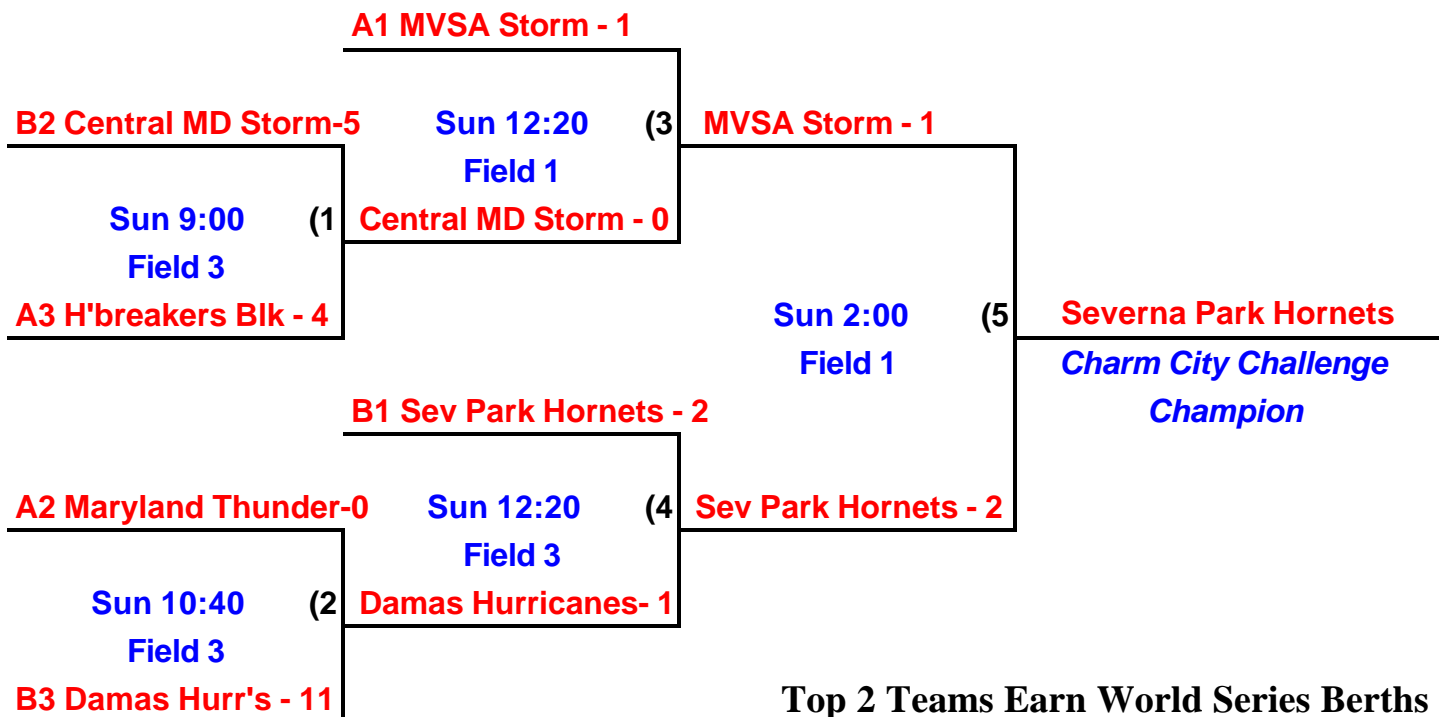 A1 MVSA Storm - 1
B2 Central MD Storm-5
Sun 12:20 (3
MVSA Storm - 1
Field 1
Sun 9:00 (1
Central MD Storm - 0
Field 3
A3 H'breakers Blk - 4
Sun 2:00 (5
Severna Park Hornets
Field 1
Charm City Challenge
Champion
B1 Sev Park Hornets - 2
A2 Maryland Thunder-0
Sun 12:20 (4
Sev Park Hornets - 2
Field 3
Sun 10:40 (2
Damas Hurricanes- 1
Field 3
B3 Damas Hurr's - 11
Top 2 Teams Earn World Series Berths